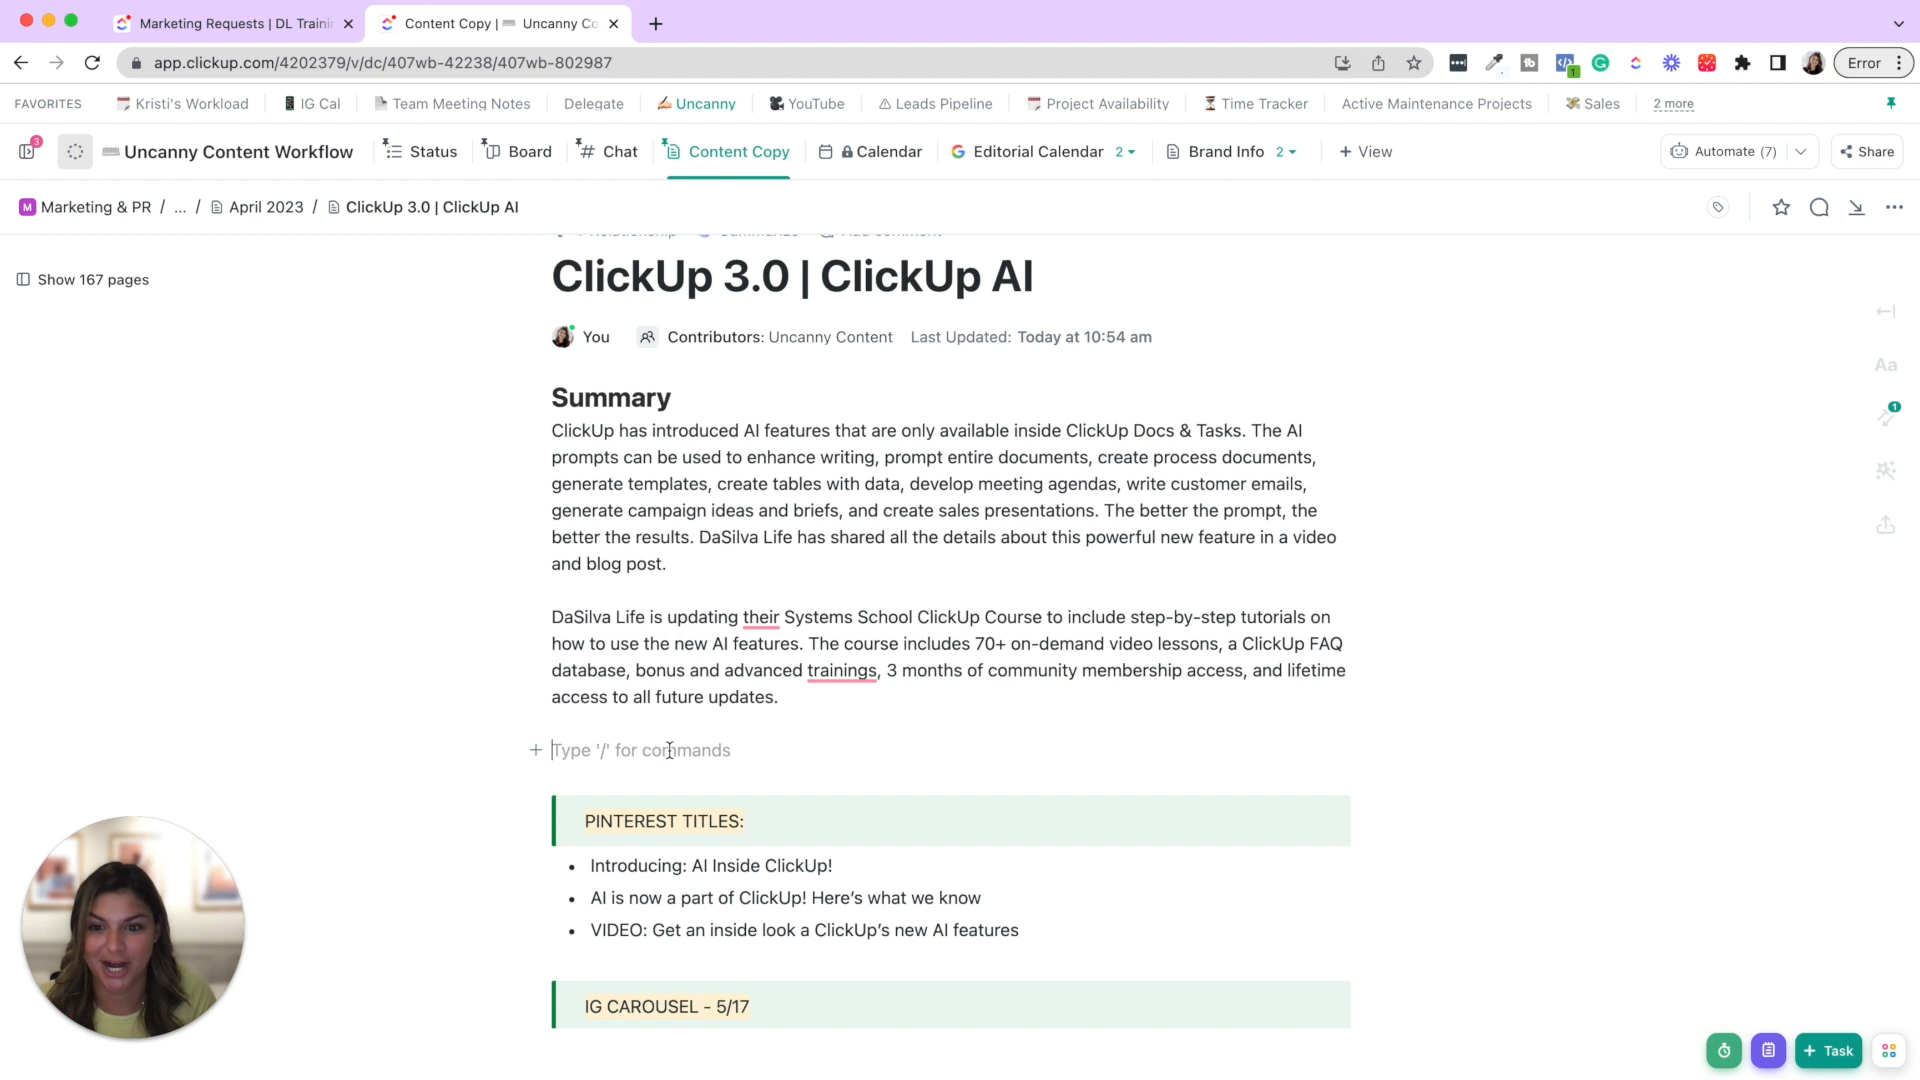 Marketing Requests | DL Traini
Content Copy | Uncanny Co
app.clickup.com/4202379/v/dc/407wb-42238/407wb-802987
Error
FAVORITES
Kristi's Workload
IG Cal
Team Meeting Notes
Delegate
Uncanny
YouTube
Leads Pipeline
Project Availability
Time Tracker
Active Maintenance Projects
Sales
2 more
3
Uncanny Content Workflow
Status
Board
Chat
Content Copy
Calendar
Editorial Calendar 2
Brand Info 2
+ View
Automate (7)
Share
M Marketing & PR / ... / April 2023 / ClickUp 3.0 | ClickUp AI
Show 167 pages
ClickUp 3.0 | ClickUp AI
You
Contributors: Uncanny Content
Last Updated: Today at 10:54 am
Aa
1
Summary
ClickUp has introduced AI features that are only available inside ClickUp Docs & Tasks. The AI
prompts can be used to enhance writing, prompt entire documents, create process documents,
generate templates, create tables with data, develop meeting agendas, write customer emails,
generate campaign ideas and briefs, and create sales presentations. The better the prompt, the
better the results. DaSilva Life has shared all the details about this powerful new feature in a video
and blog post.
DaSilva Life is updating their Systems School ClickUp Course to include step-by-step tutorials on
how to use the new AI features. The course includes 70+ on-demand video lessons, a ClickUp FAQ
database, bonus and advanced trainings, 3 months of community membership access, and lifetime
access to all future updates.
Type '/' for commands
PINTEREST TITLES:
• Introducing: AI Inside ClickUp!
• AI is now a part of ClickUp! Here's what we know
• VIDEO: Get an inside look a ClickUp's new AI features
IG CAROUSEL - 5/17
+ Task